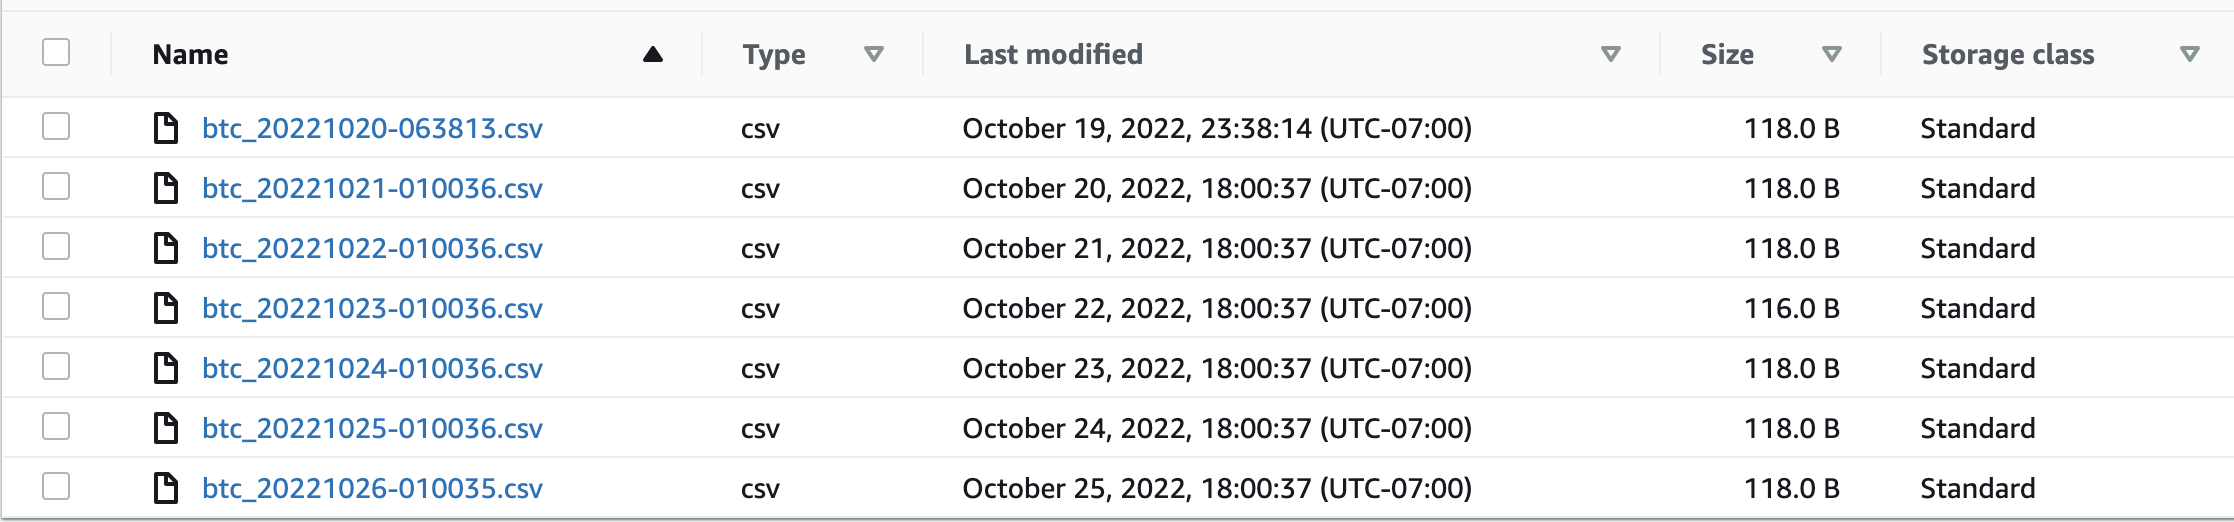 Name Type Last modified Size Storage class
btc_20221020-063813.csv csv October 19, 2022, 23:38:14 (UTC-07:00) 118.0 B Standard
btc_20221021-010036.csv csv October 20, 2022, 18:00:37 (UTC-07:00) 118.0 B Standard
btc_20221022-010036.csv csv October 21, 2022, 18:00:37 (UTC-07:00) 118.0 B Standard
btc_20221023-010036.csv csv October 22, 2022, 18:00:37 (UTC-07:00) 116.0 B Standard
btc_20221024-010036.csv csv October 23, 2022, 18:00:37 (UTC-07:00) 118.0 B Standard
btc_20221025-010036.csv csv October 24, 2022, 18:00:37 (UTC-07:00) 118.0 B Standard
btc_20221026-010035.csv csv October 25, 2022, 18:00:37 (UTC-07:00) 118.0 B Standard